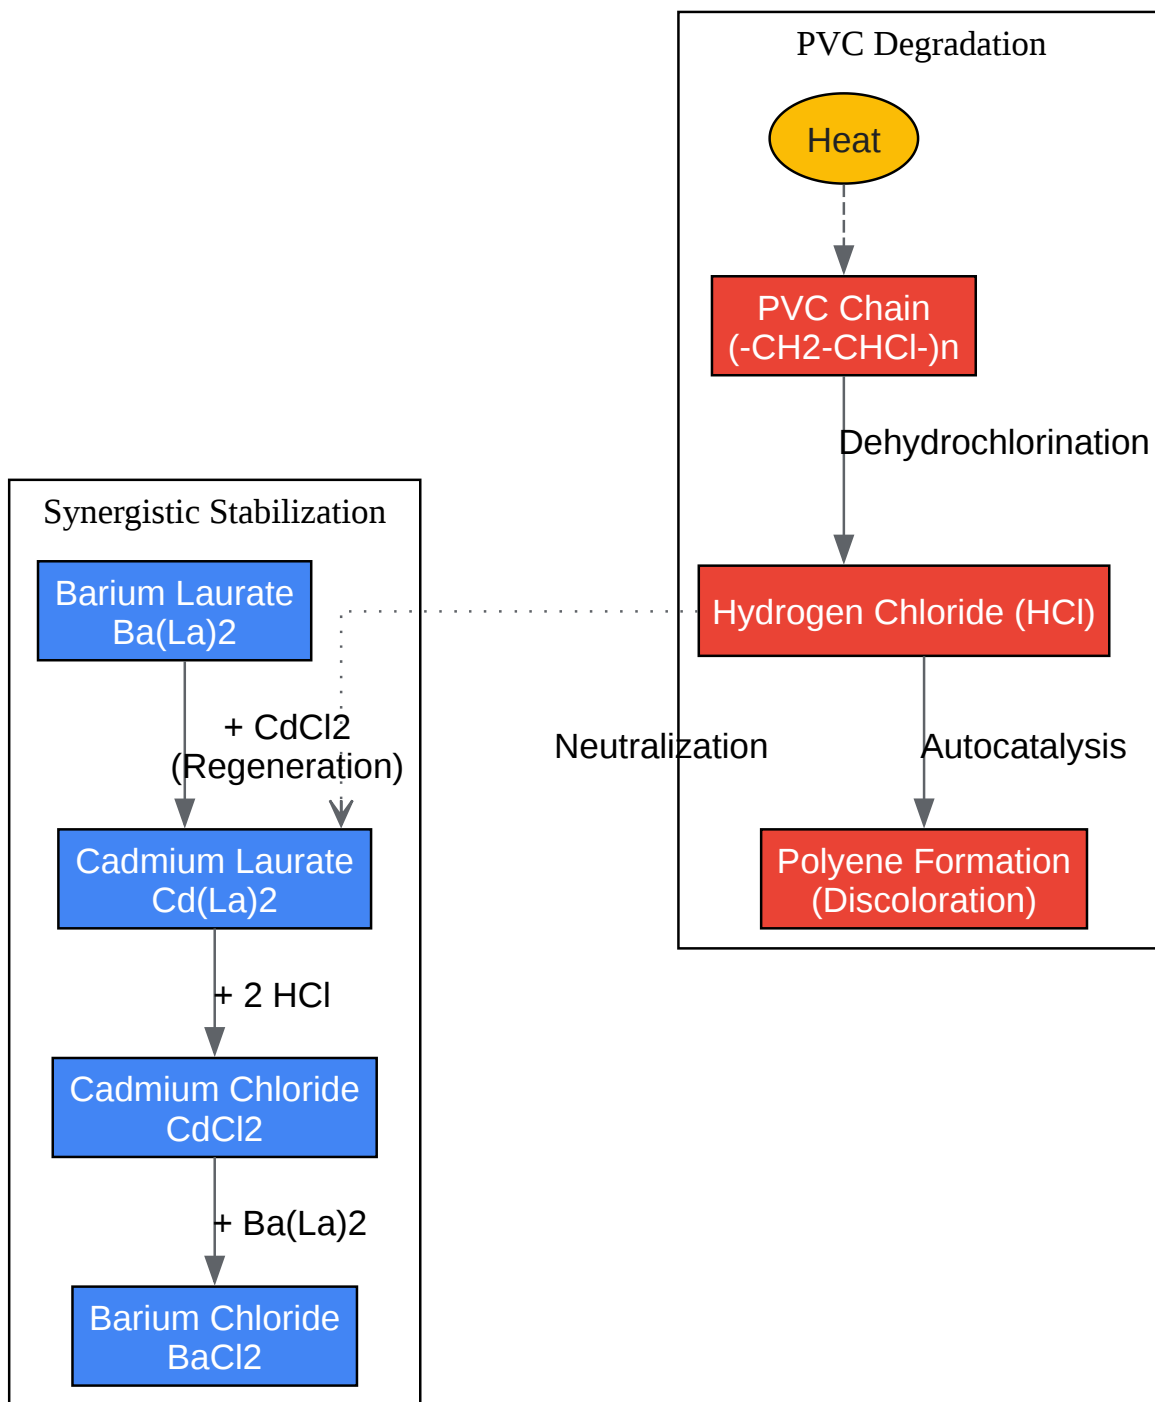 PVC Degradation
Heat
PVC Chain
(-CH2-CHCl-)n
Dehydrochlorination
Hydrogen Chloride (HCl)
Autocatalysis
Polyene Formation
(Discoloration)
Neutralization
Synergistic Stabilization
Barium Laurate
Ba(La)2
+ CdCl2
(Regeneration)
Cadmium Laurate
Cd(La)2
+ 2 HCl
Cadmium Chloride
CdCl2
+ Ba(La)2
Barium Chloride
BaCl2